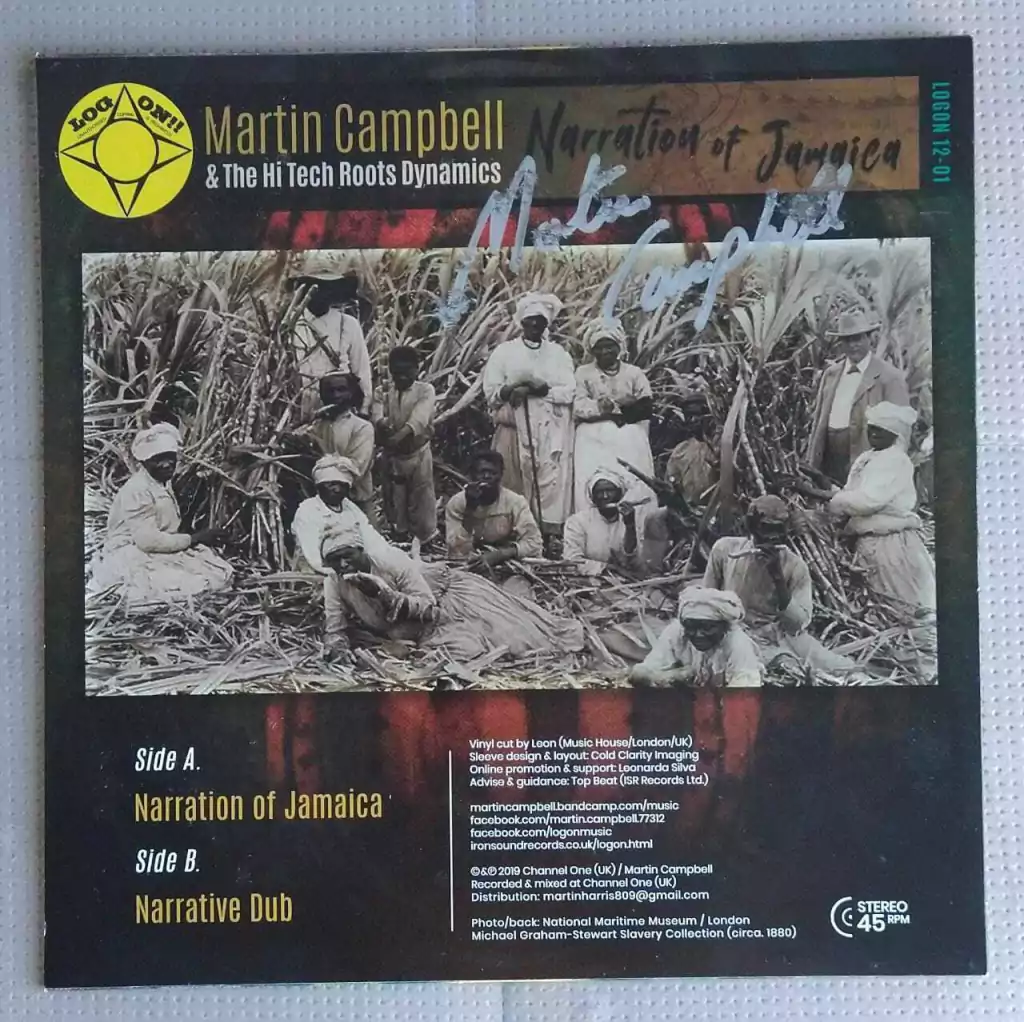 LOG ON!!
Martin Campbell
& The Hi Tech Roots Dynamics
Narration of Jamaica
LOGON 12-01
Martin Campbell
Side A.
Narration of Jamaica
Side B.
Narrative Dub
Vinyl cut by Leon (Music House/London/UK)
Sleeve design & layout: Cold Clarity Imaging
Online promotion & support: Leonarda Silva
Advise & guidance: Top Beat (ISR Records Ltd.)
martincampbell.bandcamp.com/music
facebook.com/martin.campbell.77312
facebook.com/logonmusic
ironsoundrecords.co.uk/logon.html
©&℗ 2019 Channel One (UK) / Martin Campbell
Recorded & mixed at Channel One (UK)
Distribution: martinharris809@gmail.com
Photo/back: National Maritime Museum / London
Michael Graham-Stewart Slavery Collection (circa. 1880)
STEREO
45 RPM